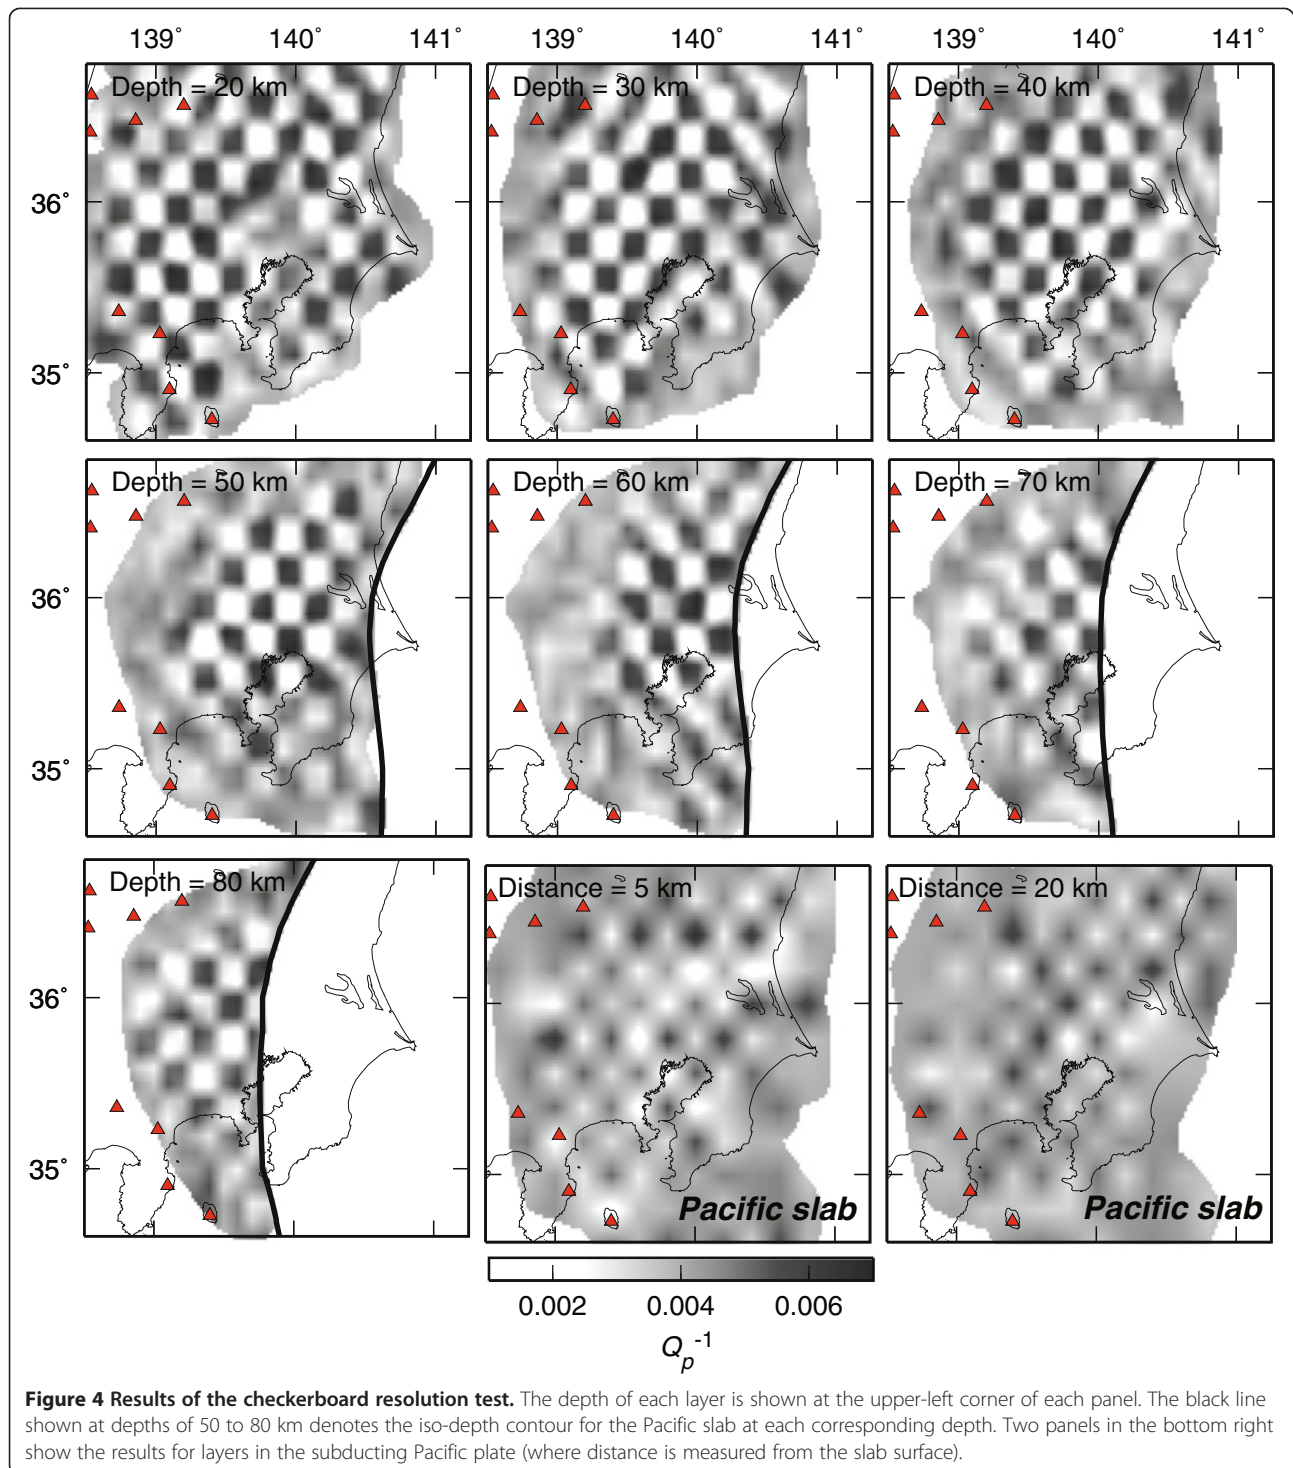 139° 140° 141° 139° 140° 141° 139° 140° 141°
Depth = 20 km
Depth = 30 km
Depth = 40 km
36°
35°
Depth = 50 km
Depth = 60 km
Depth = 70 km
36°
35°
Depth = 80 km
Distance = 5 km
Distance = 20 km
36°
35°
Pacific slab
Pacific slab
0.002 0.004 0.006
Qp-1
Figure 4 Results of the checkerboard resolution test. The depth of each layer is shown at the upper-left corner of each panel. The black line
shown at depths of 50 to 80 km denotes the iso-depth contour for the Pacific slab at each corresponding depth. Two panels in the bottom right
show the results for layers in the subducting Pacific plate (where distance is measured from the slab surface).